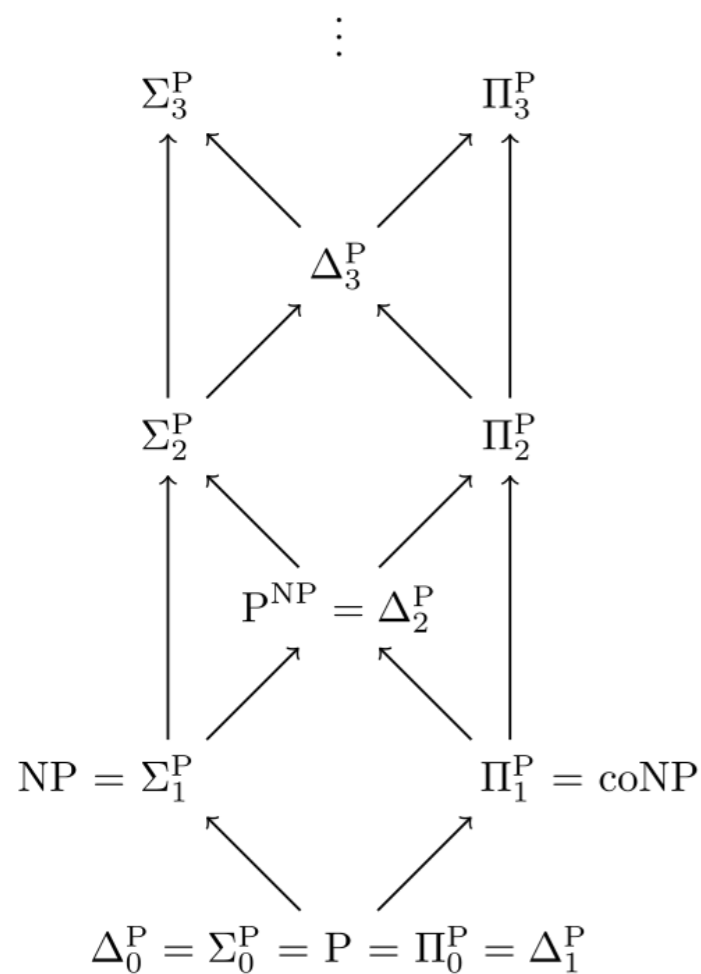 ⋮
Σ₃ᴾ Π₃ᴾ
Δ₃ᴾ
Σ₂ᴾ Π₂ᴾ
Pᴺᴾ = Δ₂ᴾ
NP = Σ₁ᴾ Π₁ᴾ = coNP
Δ₀ᴾ = Σ₀ᴾ = P = Π₀ᴾ = Δ₁ᴾ